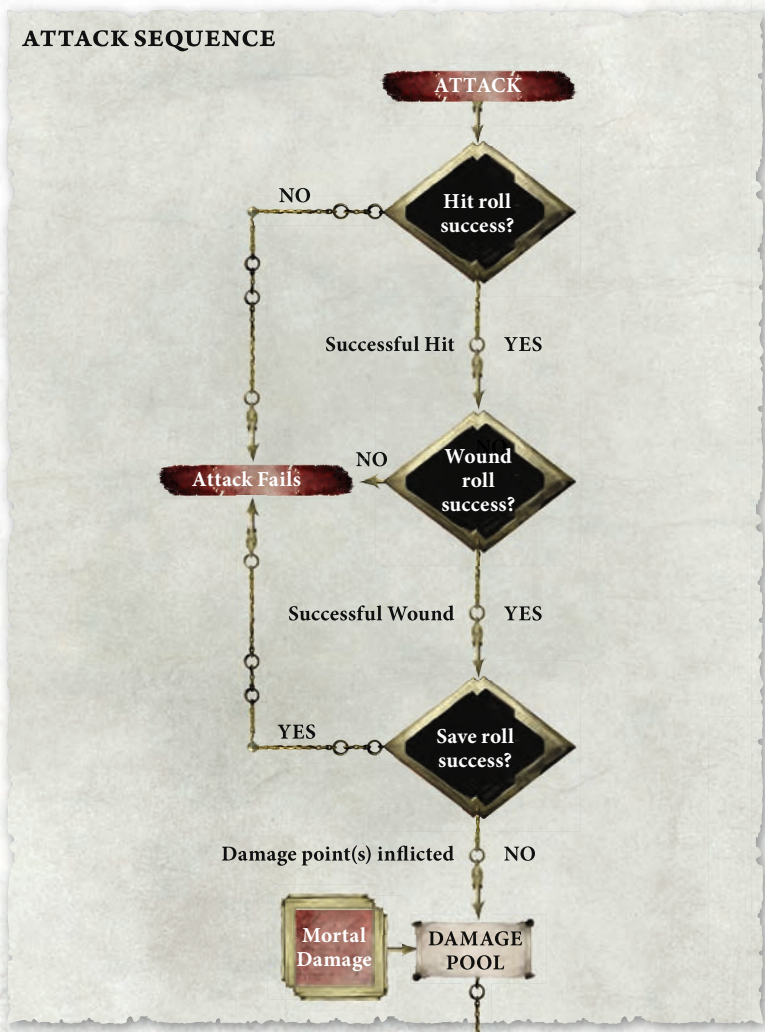 ATTACK SEQUENCE
ATTACK
Hit roll
success?
NO
Successful Hit
YES
Wound
roll
success?
NO
Attack Fails
Successful Wound
YES
Save roll
success?
YES
Damage point(s) inflicted
NO
Mortal
Damage
DAMAGE
POOL